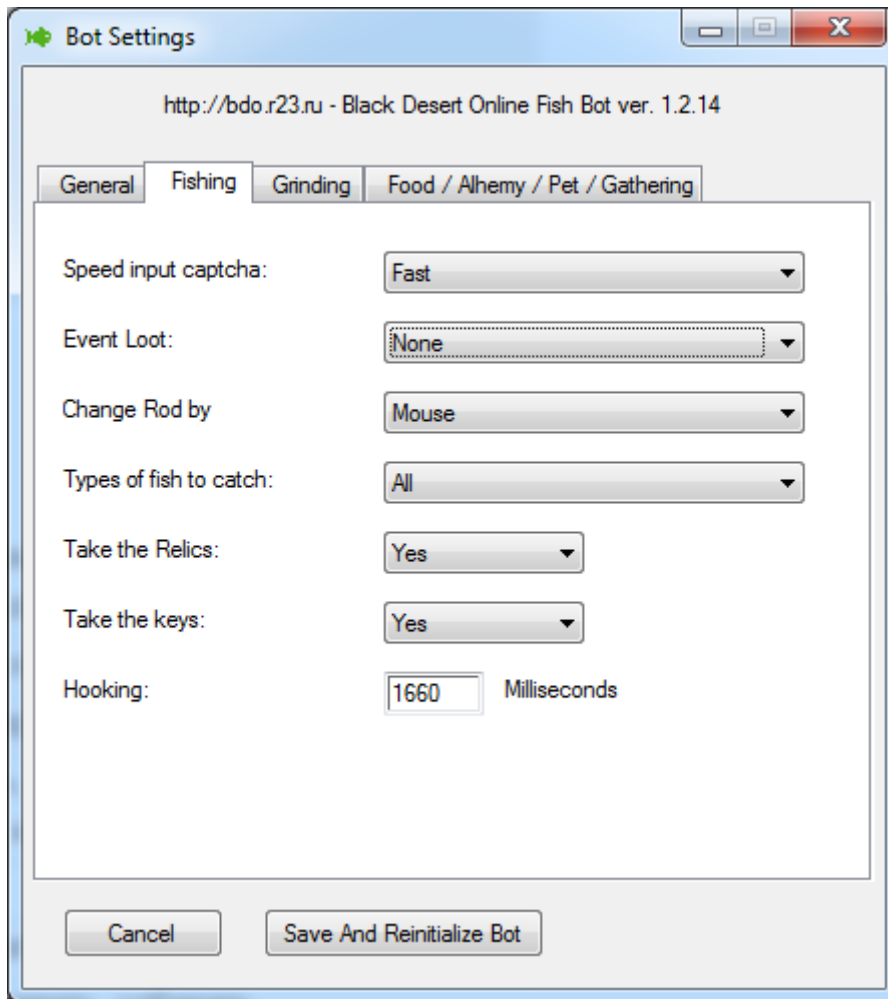 Bot Settings
http://bdo.r23.ru - Black Desert Online Fish Bot ver. 1.2.14
General Fishing Grinding Food / Alhemy / Pet / Gathering
Speed input captcha: Fast
Event Loot: None
Change Rod by Mouse
Types of fish to catch: All
Take the Relics: Yes
Take the keys: Yes
Hooking: 1660 Milliseconds
Cancel Save And Reinitialize Bot